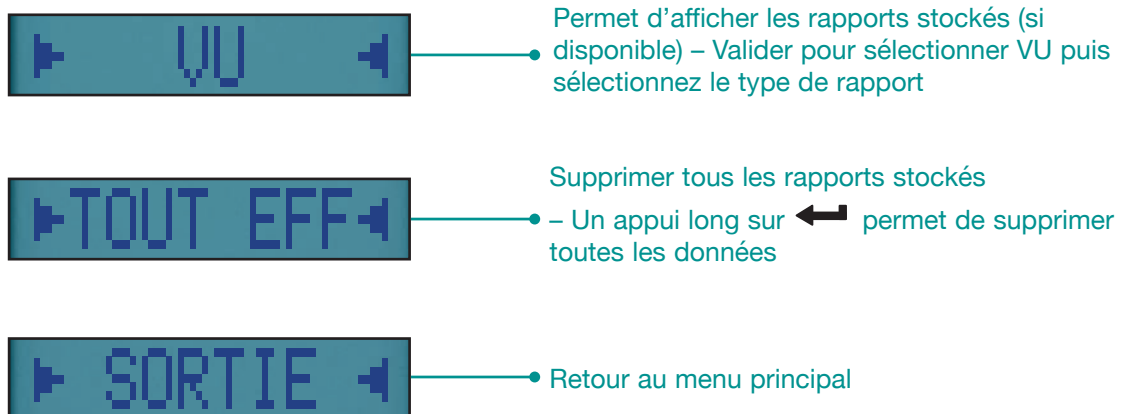 VU
Permet d’afficher les rapports stockés (si
disponible) – Valider pour sélectionner VU puis
sélectionnez le type de rapport
TOUT EFF
Supprimer tous les rapports stockés
– Un appui long sur permet de supprimer
toutes les données
SORTIE
Retour au menu principal